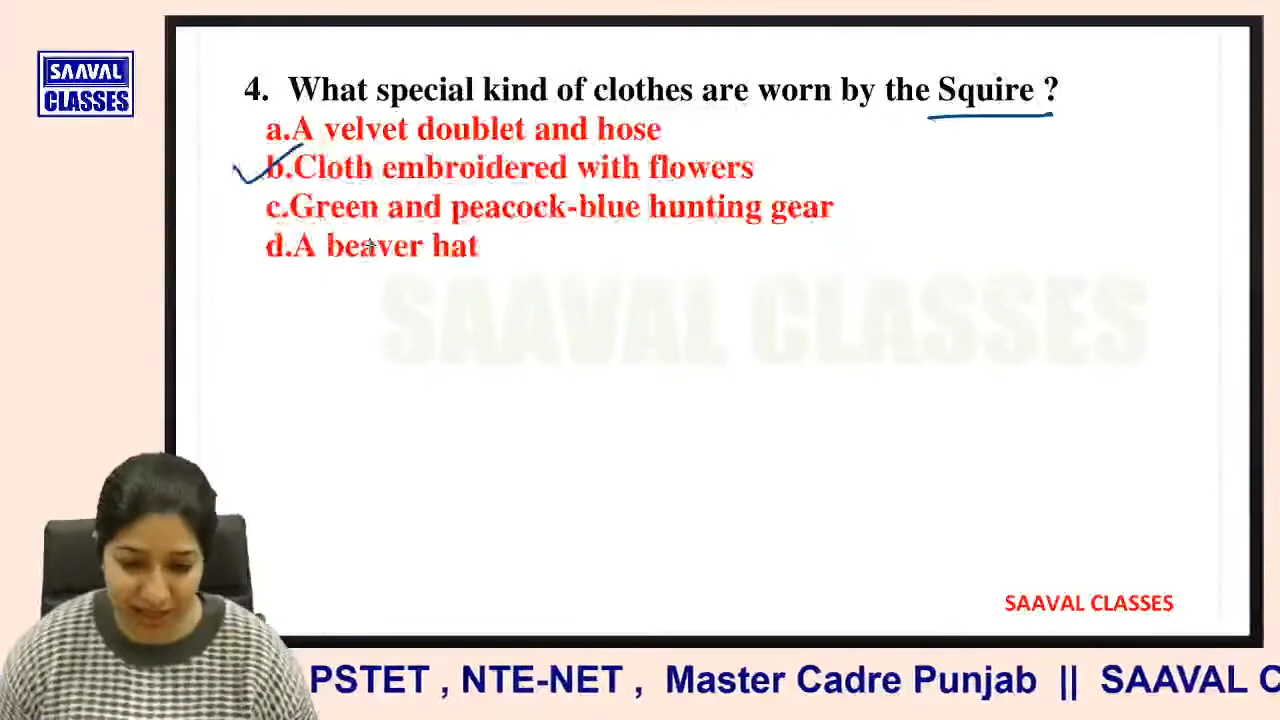 SAAVAL
CLASSES
4. What special kind of clothes are worn by the Squire ?
a.A velvet doublet and hose
b.Cloth embroidered with flowers
c.Green and peacock-blue hunting gear
d.A beaver hat
SAAVAL CLASSES
SAAVAL CLASSES
PSTET , NTE-NET , Master Cadre Punjab || SAAVAL C